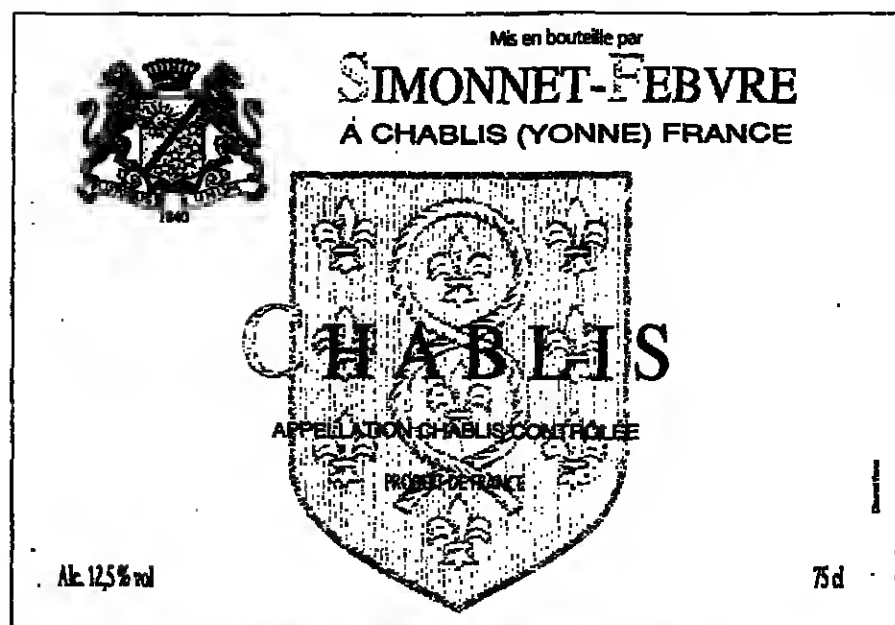 Mis en bouteille par
SIMONNET-FEBVRE
À CHABLIS (YONNE) FRANCE
1840
CHABLIS
APPELLATION CHABLIS CONTRÔLÉE
PRODUIT DE FRANCE
Alc. 12,5 % vol
75 cl